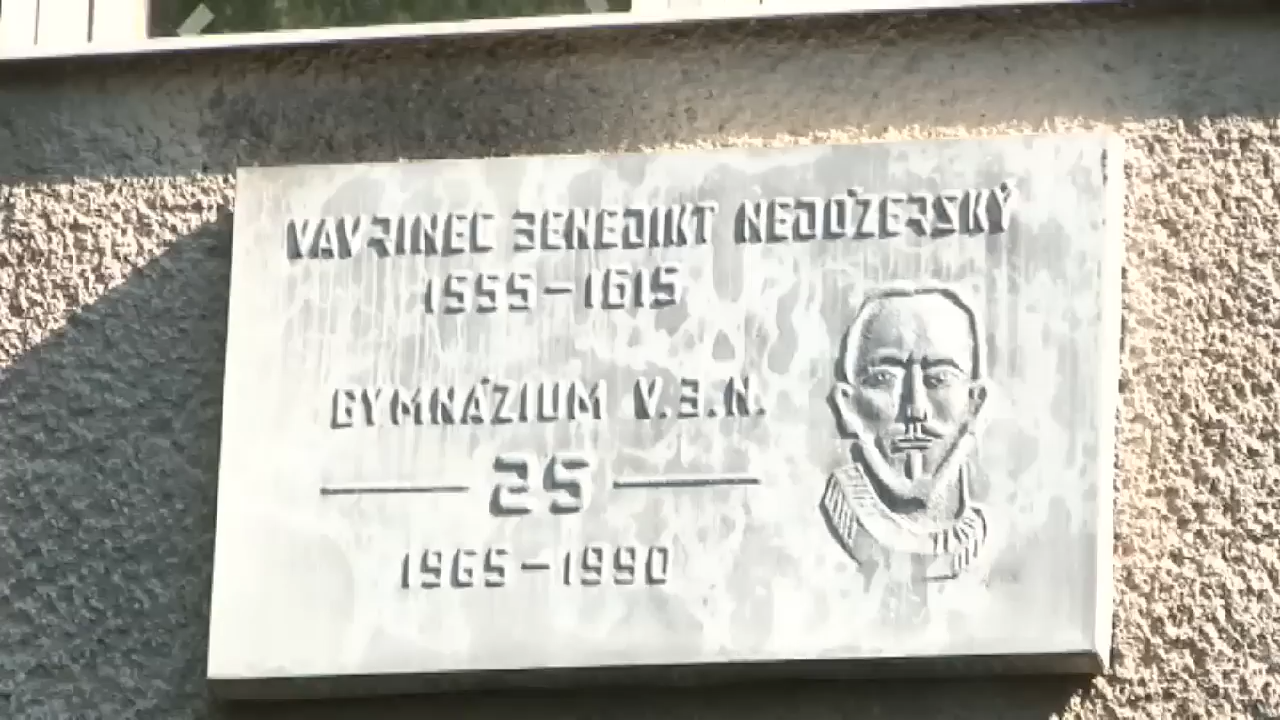 VAVRINEC BENEDIKT NEDOŽERSKÝ
1555-1615
GYMNÁZIUM V.B.N.
25
1965-1990